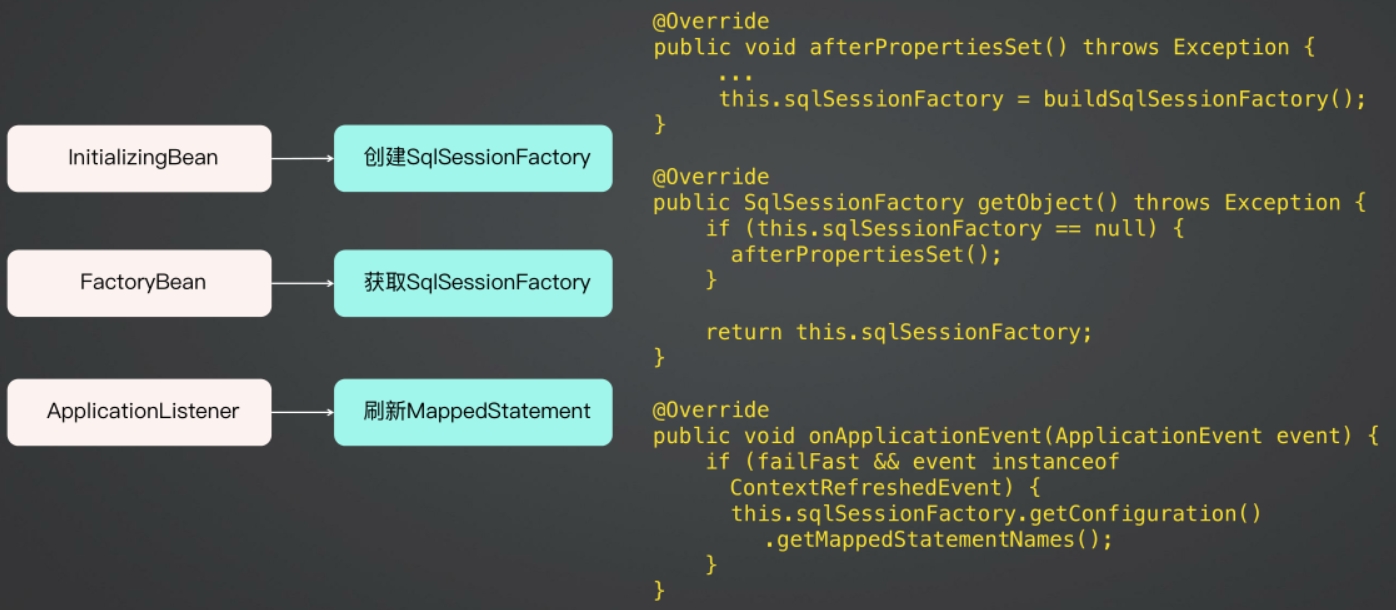 InitializingBean
创建SqlSessionFactory
FactoryBean
获取SqlSessionFactory
ApplicationListener
刷新MappedStatement
@Override
public void afterPropertiesSet() throws Exception {
...
this.sqlSessionFactory = buildSqlSessionFactory();
}
@Override
public SqlSessionFactory getObject() throws Exception {
if (this.sqlSessionFactory == null) {
afterPropertiesSet();
}
return this.sqlSessionFactory;
}
@Override
public void onApplicationEvent(ApplicationEvent event) {
if (failFast && event instanceof
ContextRefreshedEvent) {
this.sqlSessionFactory.getConfiguration()
.getMappedStatementNames();
}
}